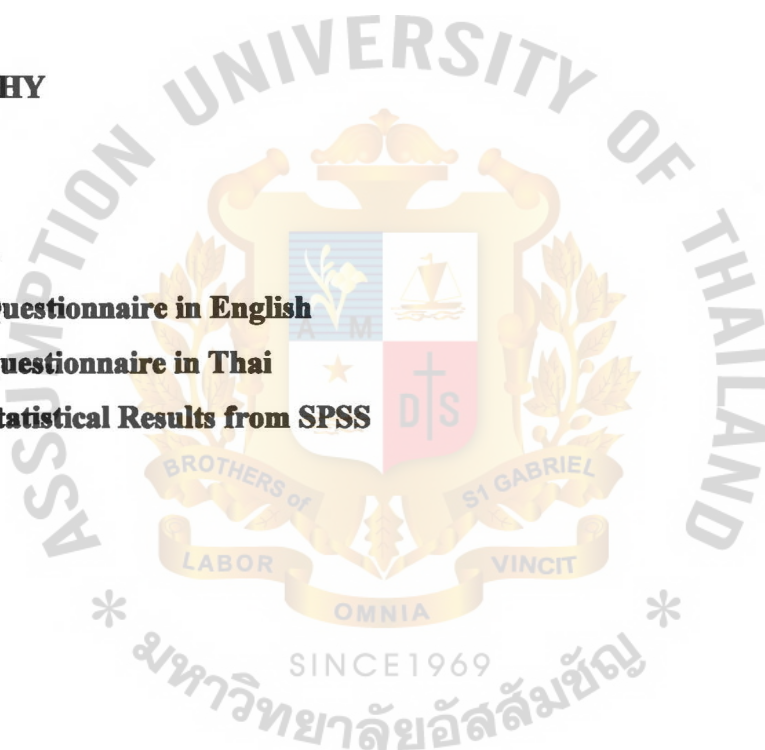 HY
uestionnaire in English
uestionnaire in Thai
tatistical Results from SPSS
ASSUMPTION UNIVERSITY OF THAILAND
A M
D S
BROTHERS of
S1 GABRIEL
LABOR
VINCIT
OMNIA
* *
SINCE1969
มหาวิทยาลัยอัสสัมชัญ